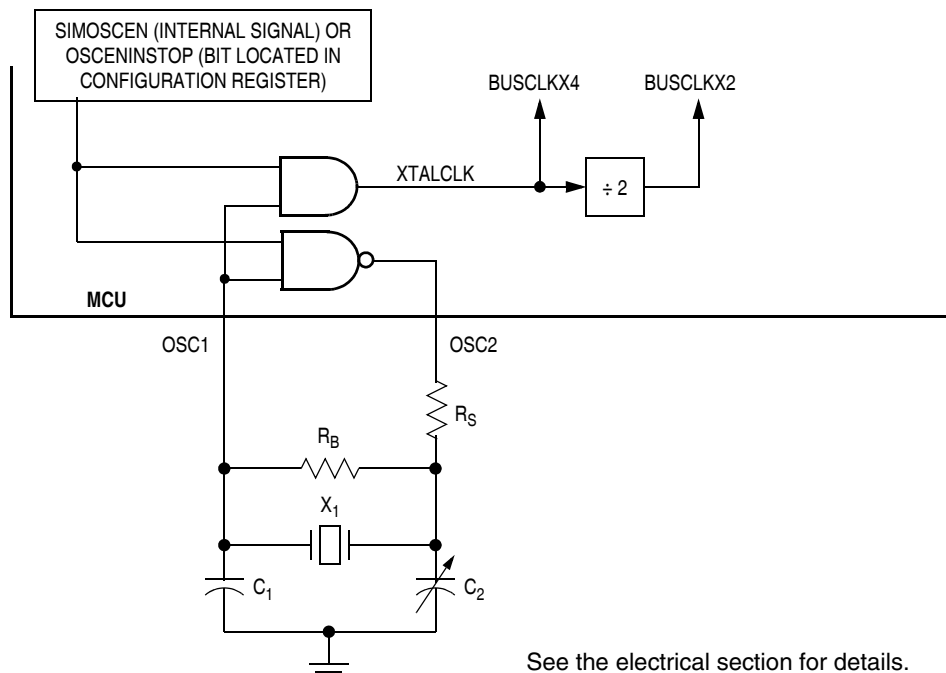 SIMOSCEN (INTERNAL SIGNAL) OR
OSCENINSTOP (BIT LOCATED IN
CONFIGURATION REGISTER)
BUSCLKX4
BUSCLKX2
XTALCLK
÷ 2
MCU
OSC1
OSC2
RS
RB
X1
C1
C2
See the electrical section for details.